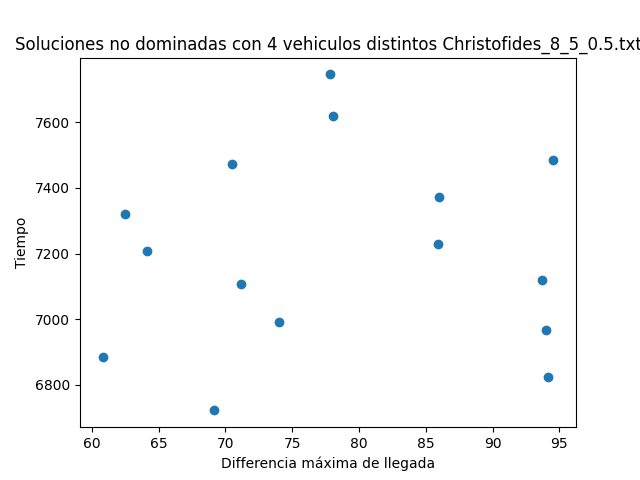 Soluciones no dominadas con 4 vehiculos distintos Christofides_8_5_0.5.txt
7600
7400
7200
7000
6800
Tiempo
60 65 70 75 80 85 90 95
Differencia máxima de llegada